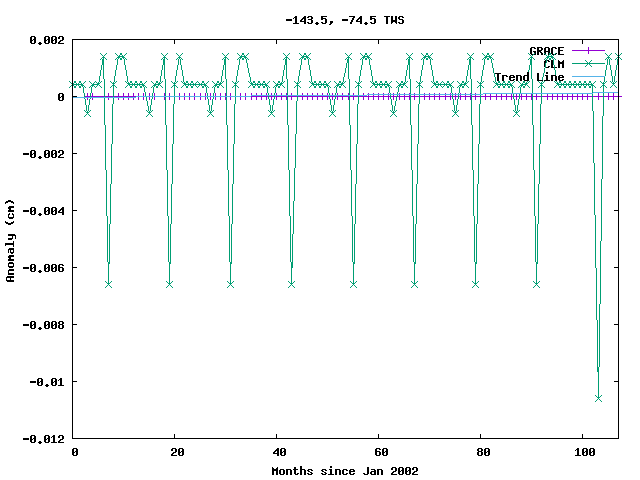 -143.5, -74.5 TWS
0.002
0
-0.002
-0.004
-0.006
-0.008
-0.01
-0.012
Anomaly (cm)
GRACE
CLM
Trend Line
0 20 40 60 80 100
Months since Jan 2002